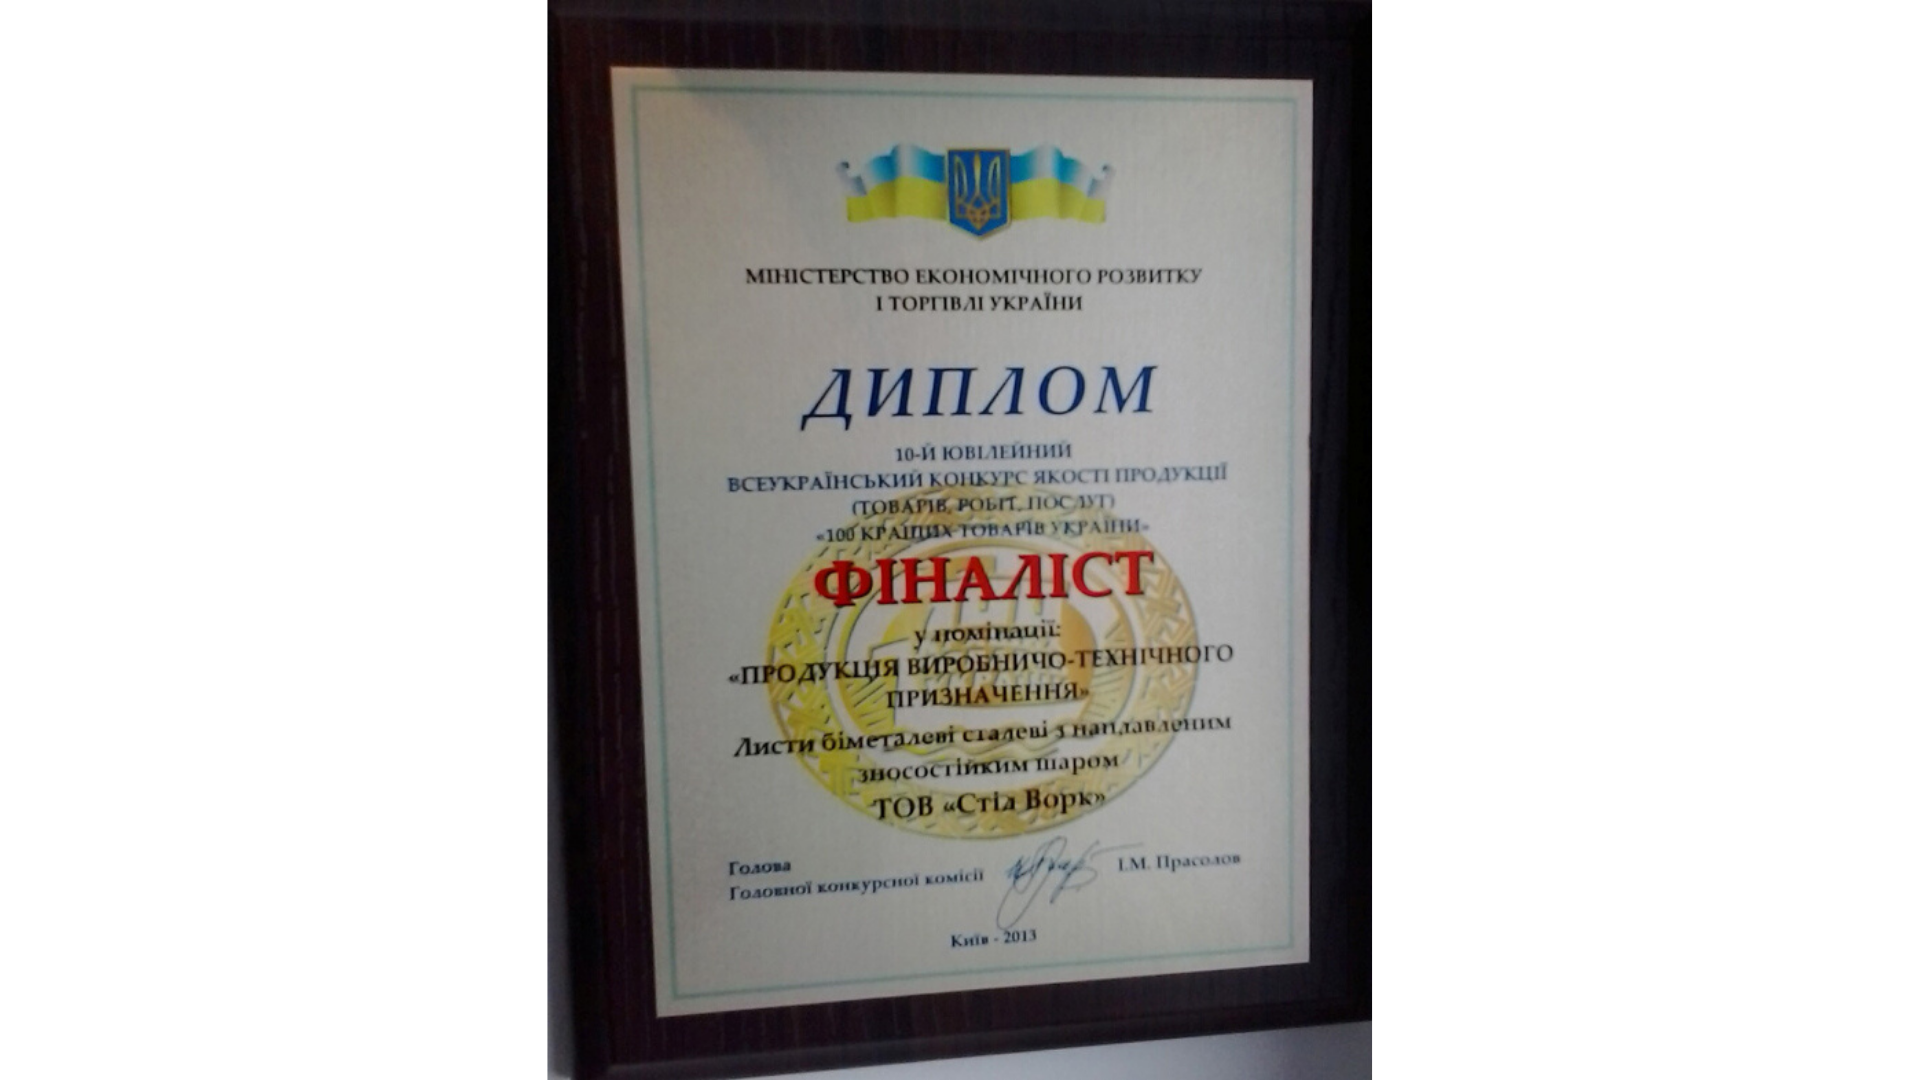 МІНІСТЕРСТВО ЕКОНОМІЧНОГО РОЗВИТКУ
І ТОРГІВЛІ УКРАЇНИ
ДИПЛОМ
10-Й ЮВІЛЕЙНИЙ
ВСЕУКРАЇНСЬКИЙ КОНКУРС ЯКОСТІ ПРОДУКЦІЇ
(ТОВАРІВ, РОБІТ, ПОСЛУГ)
«100 КРАЩИХ ТОВАРІВ УКРАЇНИ»
ФІНАЛІСТ
у номінації:
«ПРОДУКЦІЯ ВИРОБНИЧО-ТЕХНІЧНОГО
ПРИЗНАЧЕННЯ»
Листи біметалеві сталеві з наплавленим
зносостійким шаром
ТОВ «Стіл Ворк»
Голова
Головної конкурсної комісії
І.М. Прасолов
Київ - 2013